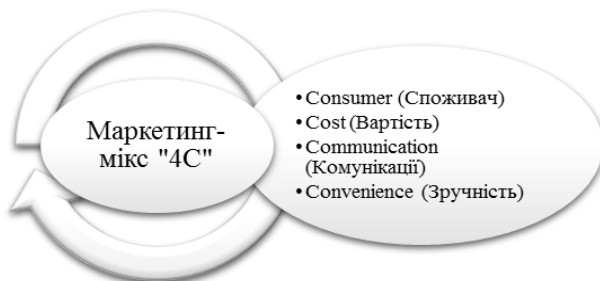 Маркетинг-
мікс "4С"
• Consumer (Споживач)
• Cost (Вартість)
• Communication
(Комунікації)
• Convenience (Зручність)